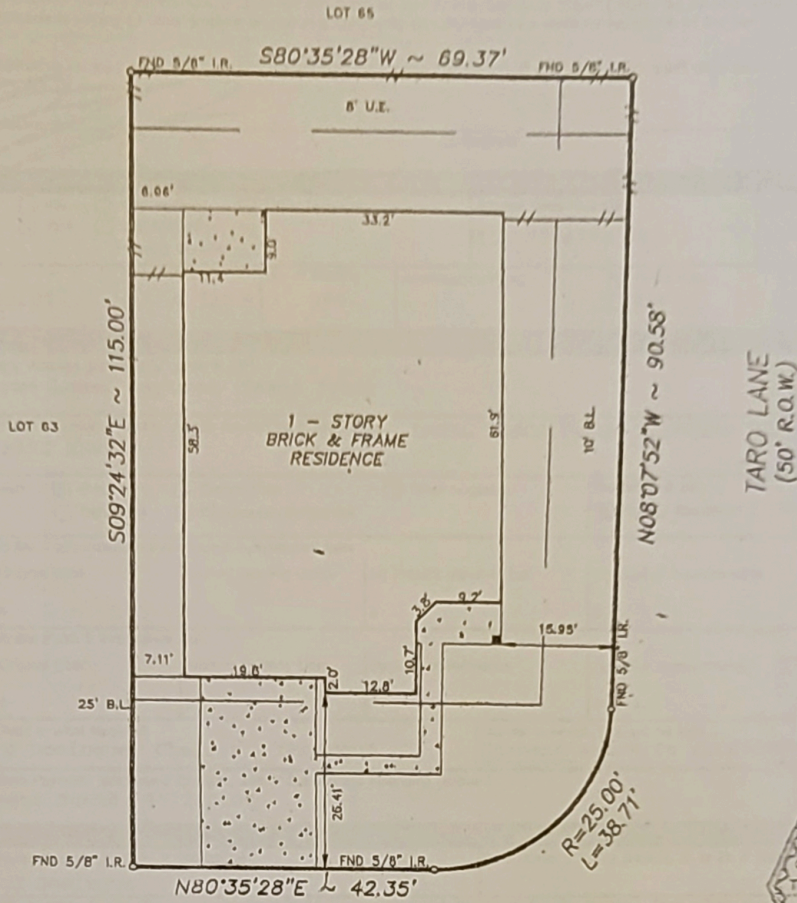 LOT 65
S80°35'28"W ~ 69.37'
FND 5/8" I.R.
FND 5/8" I.R.
8' U.E.
6.06'
33.2'
9.0'
11.4
S09°24'32"E ~ 115.00'
N08°07'52"W ~ 90.58'
TARO LANE
(50' R.O.W.)
LOT 63
58.3'
1 - STORY
BRICK & FRAME
RESIDENCE
61.9'
10' B.L.
3.8'
9.2'
15.95'
7.11'
19.8'
2.0'
12.8'
10.7'
FND 5/8" I.R.
25' B.L.
26.41'
R=25.00'
L=38.71'
FND 5/8" I.R.
FND 5/8" I.R.
N80°35'28"E ~ 42.35'